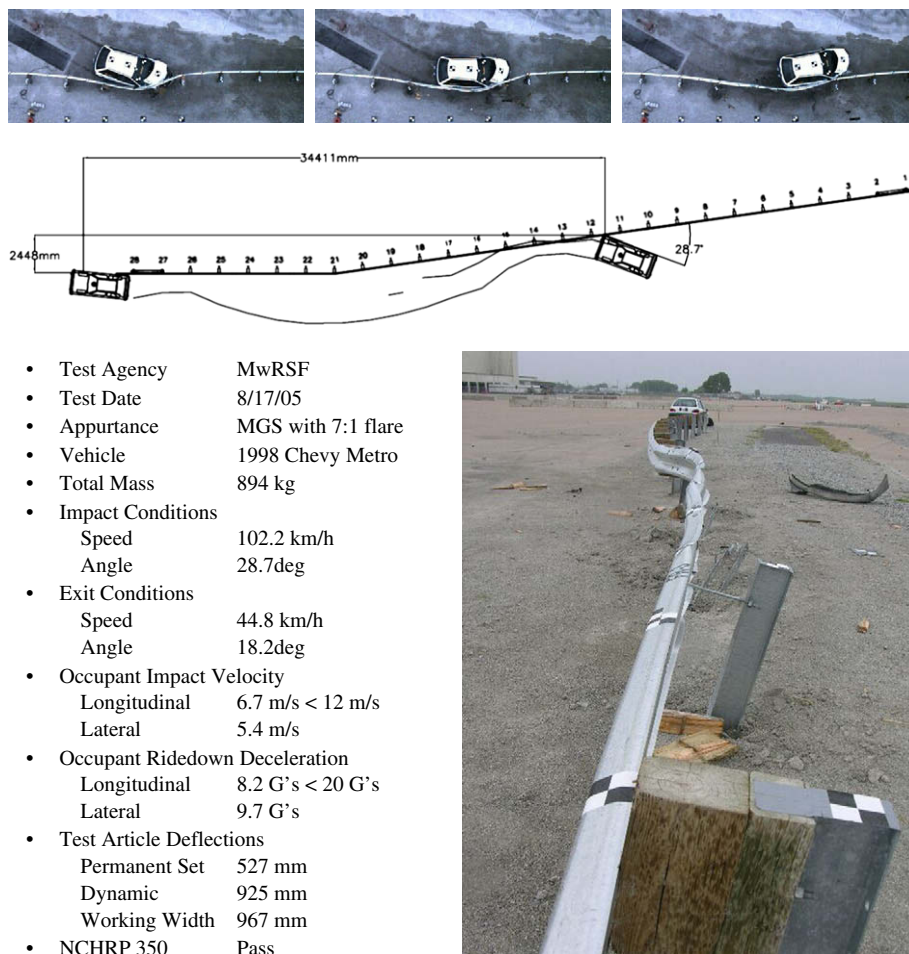 34411mm
2448mm
28.7°
28 27 26 25 24 23 22 21 20 19 18 17 14 13 12 11 10 9 8 7 6 5 4 3 2 1
• Test Agency MwRSF
• Test Date 8/17/05
• Appurtance MGS with 7:1 flare
• Vehicle 1998 Chevy Metro
• Total Mass 894 kg
• Impact Conditions
Speed 102.2 km/h
Angle 28.7deg
• Exit Conditions
Speed 44.8 km/h
Angle 18.2deg
• Occupant Impact Velocity
Longitudinal 6.7 m/s < 12 m/s
Lateral 5.4 m/s
• Occupant Ridedown Deceleration
Longitudinal 8.2 G's < 20 G's
Lateral 9.7 G's
• Test Article Deflections
Permanent Set 527 mm
Dynamic 925 mm
Working Width 967 mm
• NCHRP 350 Pass